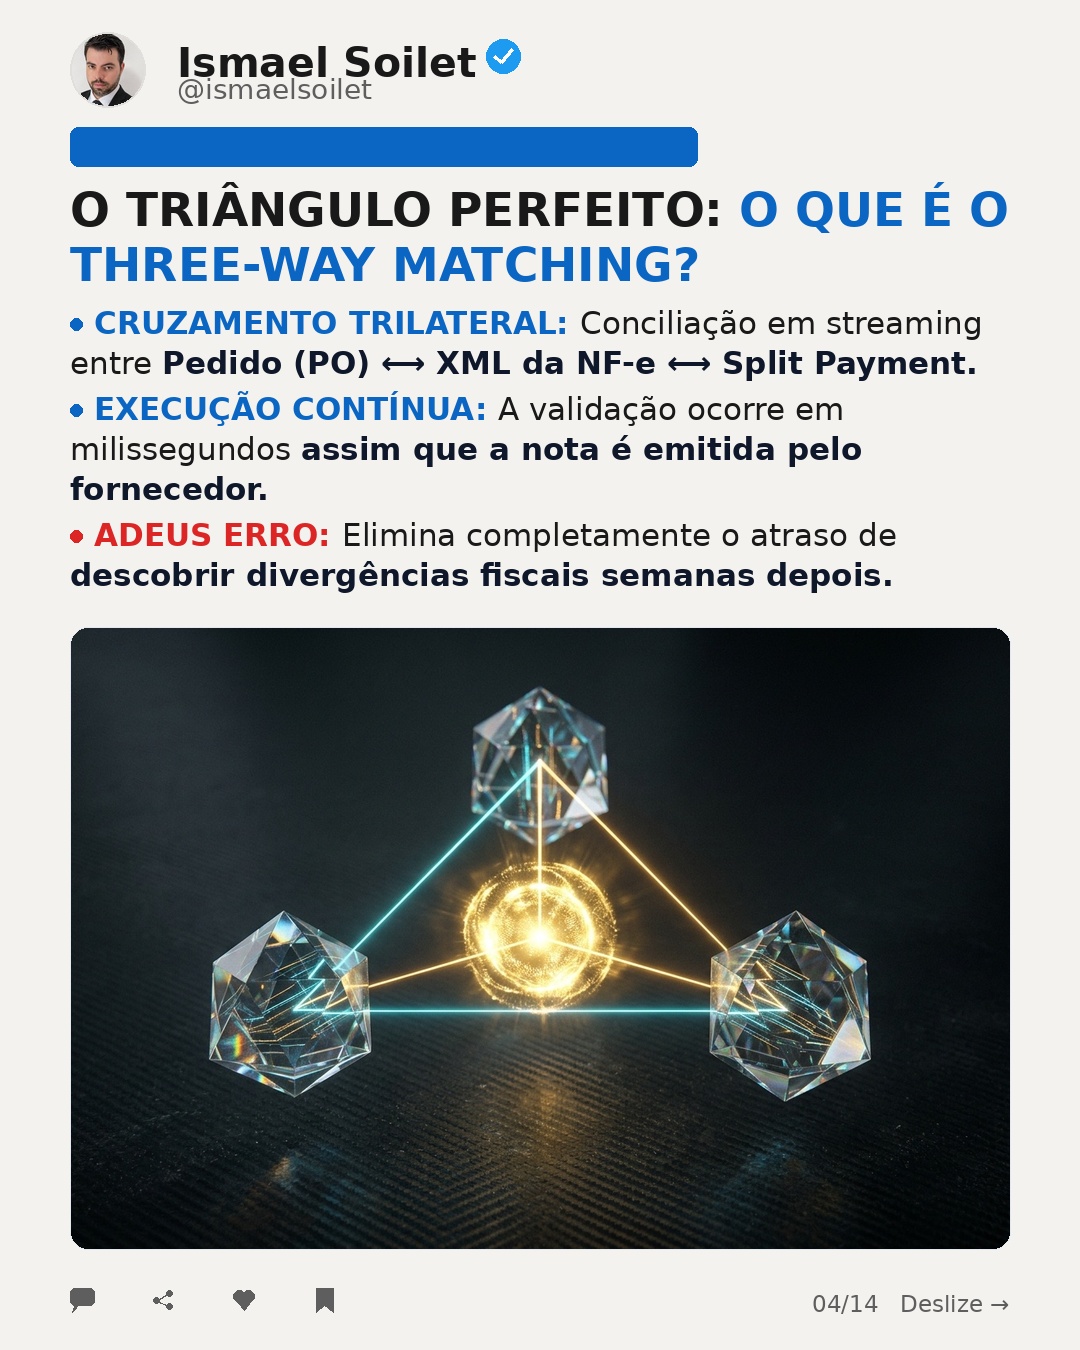 Ismael Soilet
@ismaelsoilet
O TRIÂNGULO PERFEITO: O QUE É O
THREE-WAY MATCHING?
• CRUZAMENTO TRILATERAL: Conciliação em streaming
entre Pedido (PO) ⟷ XML da NF-e ⟷ Split Payment.
• EXECUÇÃO CONTÍNUA: A validação ocorre em
milissegundos assim que a nota é emitida pelo
fornecedor.
• ADEUS ERRO: Elimina completamente o atraso de
descobrir divergências fiscais semanas depois.
04/14 Deslize →